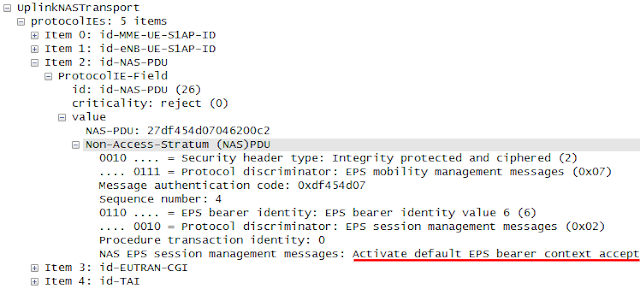 UplinkNASTransport
protocolIEs: 5 items
Item 0: id-MME-UE-S1AP-ID
Item 1: id-eNB-UE-S1AP-ID
Item 2: id-NAS-PDU
ProtocolIE-Field
id: id-NAS-PDU (26)
criticality: reject (0)
value
NAS-PDU: 27df454d07046200c2
Non-Access-Stratum (NAS)PDU
0010 .... = Security header type: Integrity protected and ciphered (2)
.... 0111 = Protocol discriminator: EPS mobility management messages (0x07)
Message authentication code: 0xdf454d07
Sequence number: 4
0110 .... = EPS bearer identity: EPS bearer identity value 6 (6)
.... 0010 = Protocol discriminator: EPS session management messages (0x02)
Procedure transaction identity: 0
NAS EPS session management messages: Activate default EPS bearer context accept
Item 3: id-EUTRAN-CGI
Item 4: id-TAI